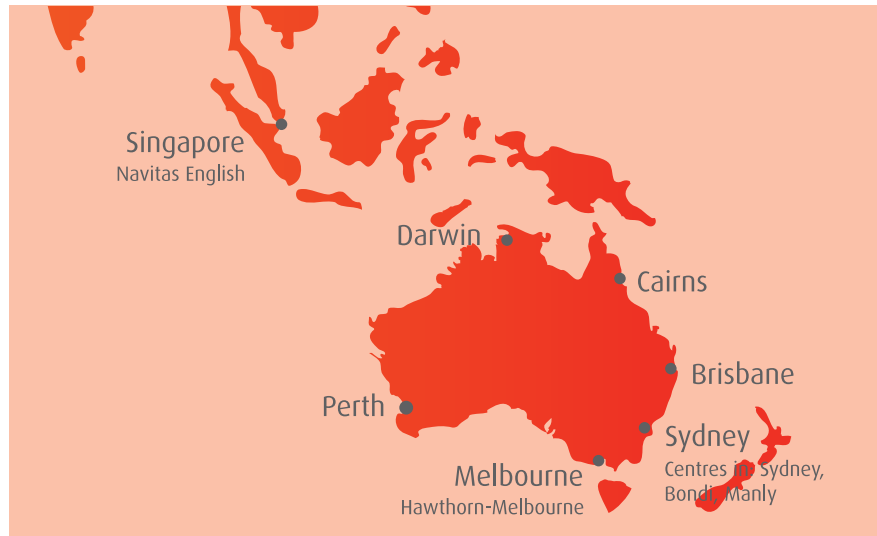 Singapore
Navitas English
Darwin
Cairns
Brisbane
Perth
Sydney
Centres in: Sydney,
Bondi, Manly
Melbourne
Hawthorn-Melbourne